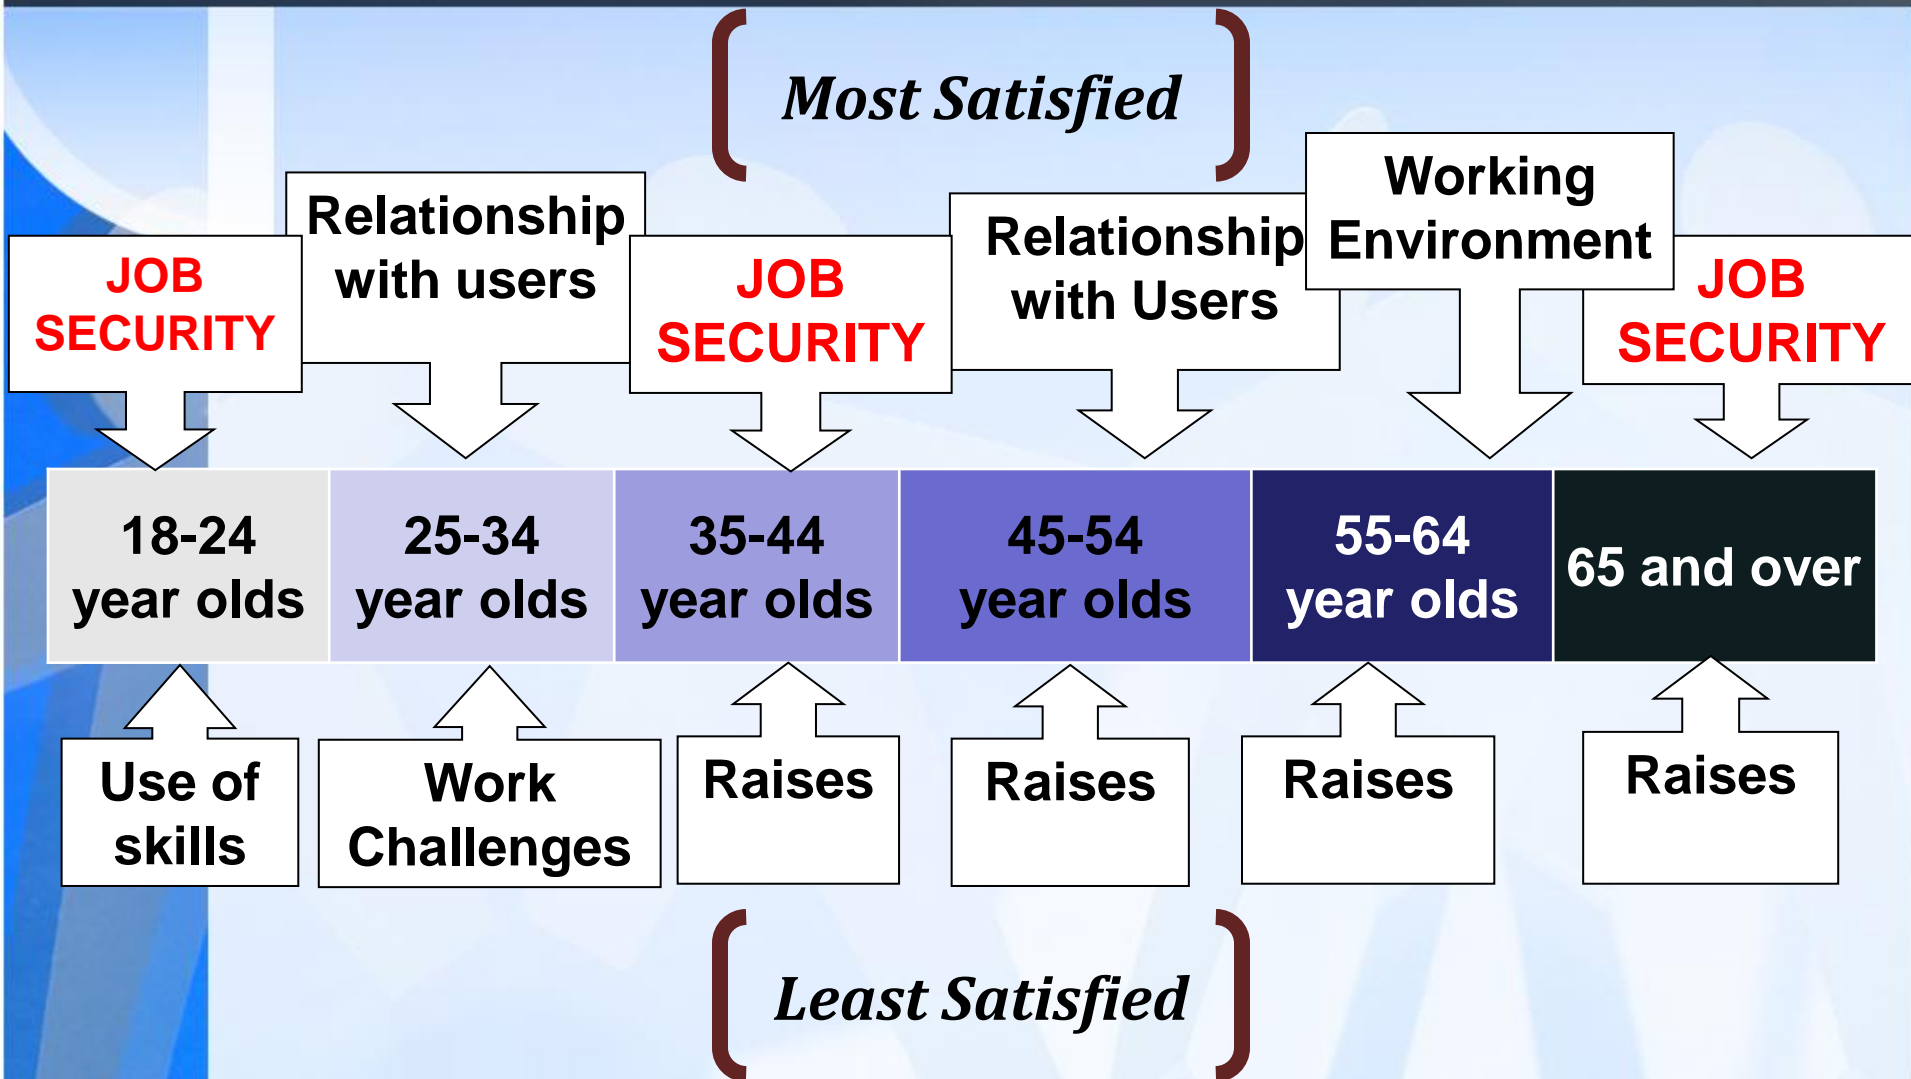 Most Satisfied
JOB
SECURITY
Relationship
with users
JOB
SECURITY
Relationship
with Users
Working
Environment
JOB
SECURITY
18-24
year olds
25-34
year olds
35-44
year olds
45-54
year olds
55-64
year olds
65 and over
Use of
skills
Work
Challenges
Raises
Raises
Raises
Raises
Least Satisfied